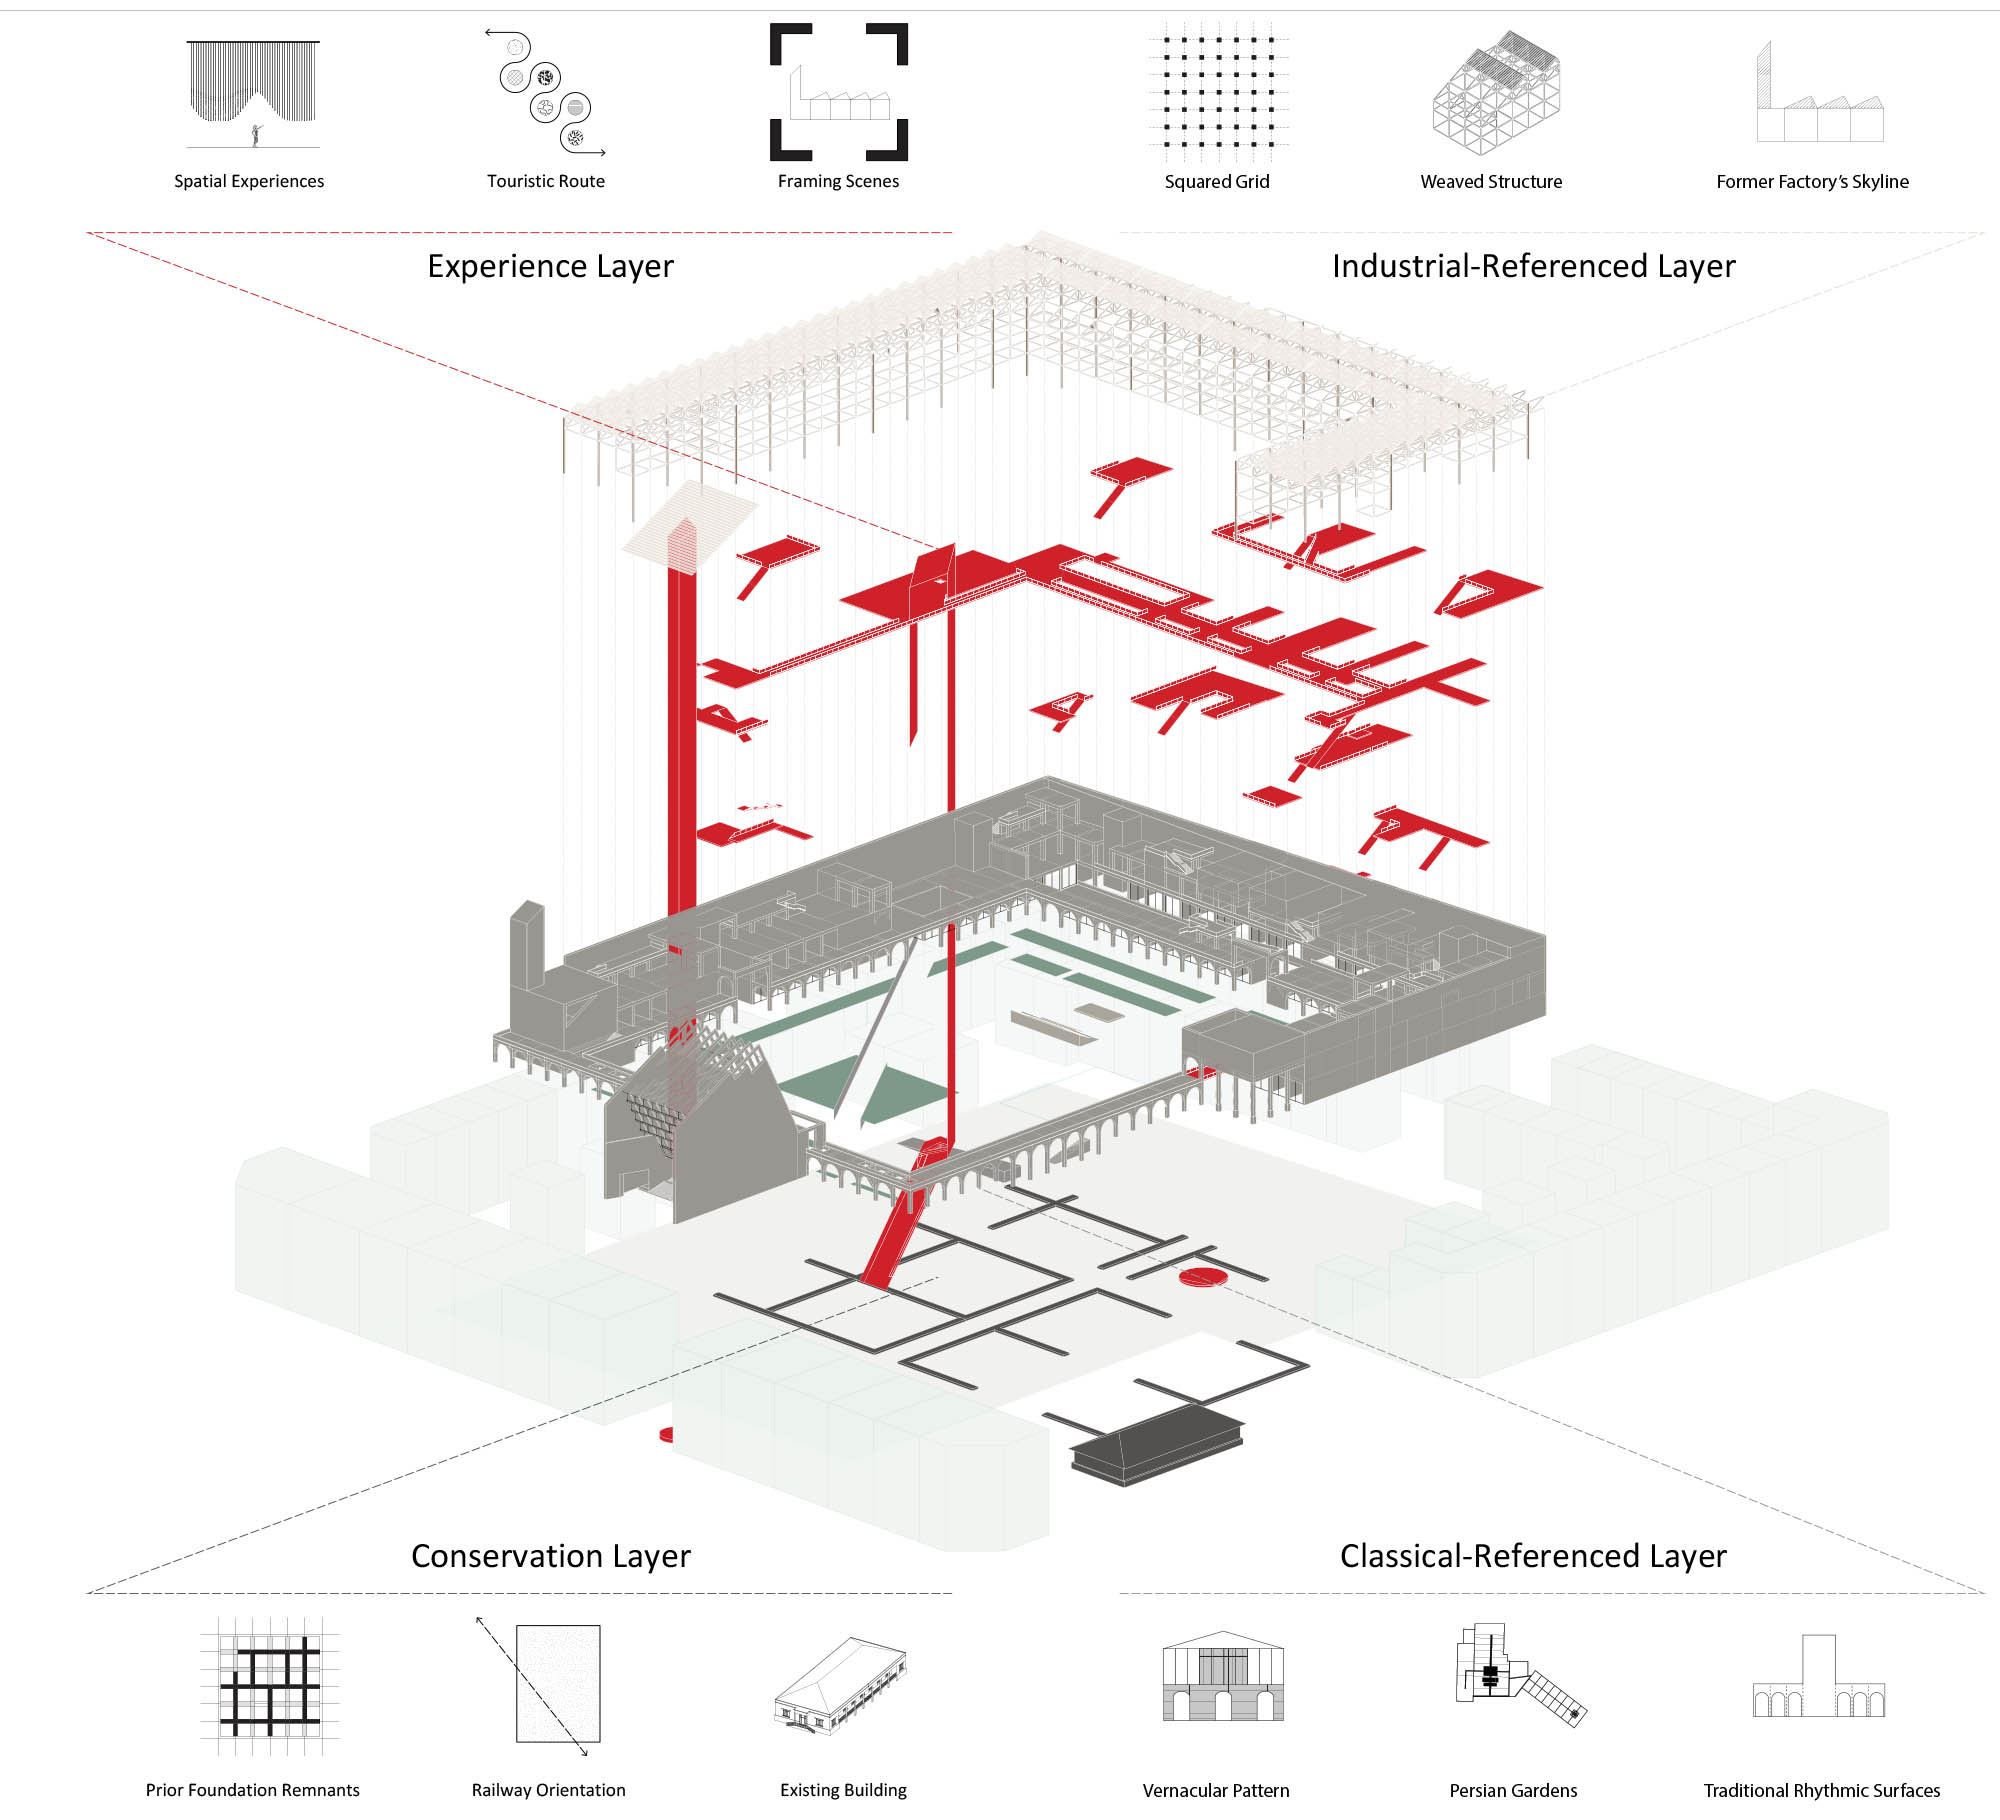 Spatial Experiences
Touristic Route
Framing Scenes
Squared Grid
Weaved Structure
Former Factory's Skyline
Experience Layer
Industrial-Referenced Layer
Conservation Layer
Classical-Referenced Layer
Prior Foundation Remnants
Railway Orientation
Existing Building
Vernacular Pattern
Persian Gardens
Traditional Rhythmic Surfaces